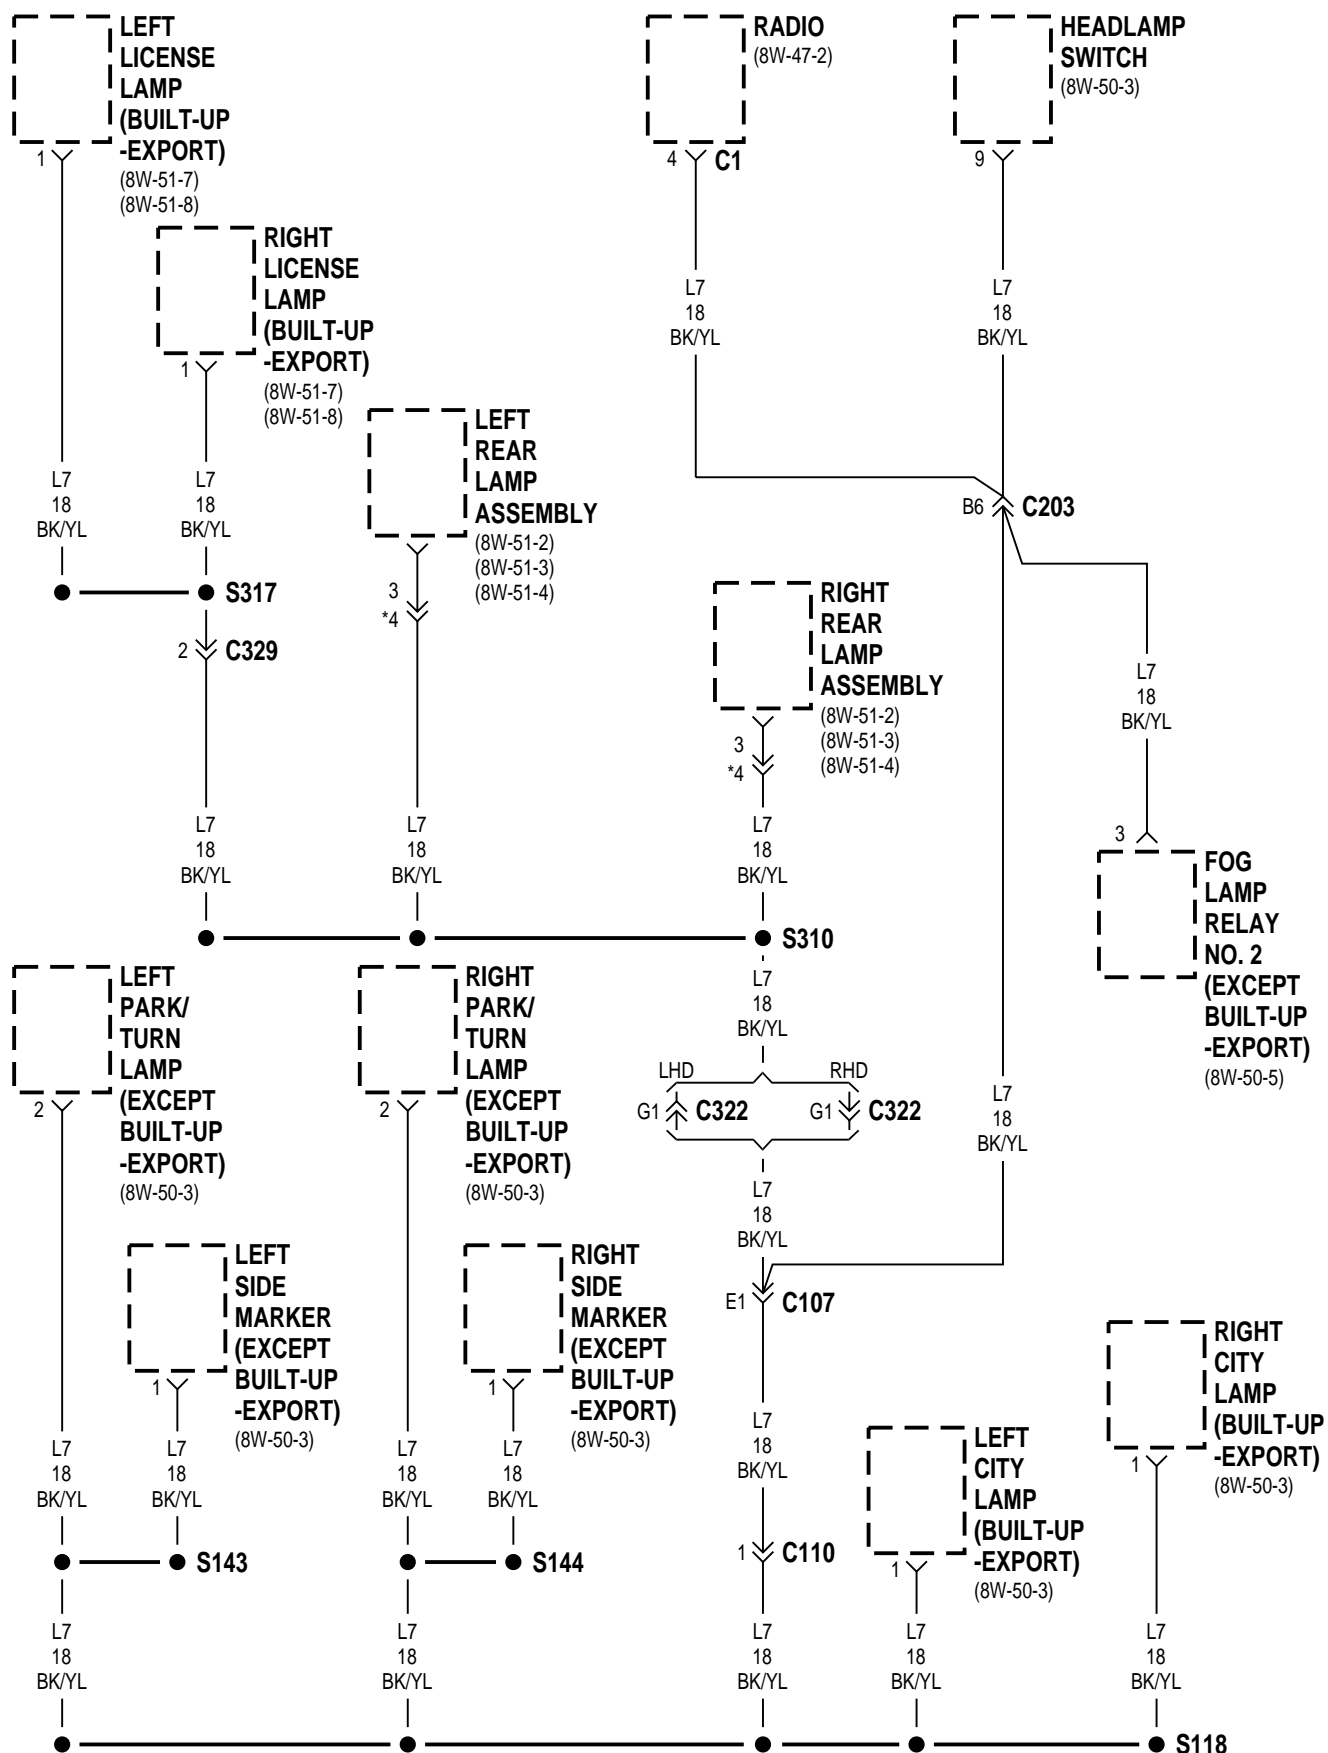 LEFT
LICENSE
LAMP
(BUILT-UP
-EXPORT)
(8W-51-7)
(8W-51-8)
1
RADIO
(8W-47-2)
4
C1
HEADLAMP
SWITCH
(8W-50-3)
9
RIGHT
LICENSE
LAMP
(BUILT-UP
-EXPORT)
(8W-51-7)
(8W-51-8)
1
L7
18
BK/YL
L7
18
BK/YL
LEFT
REAR
LAMP
ASSEMBLY
(8W-51-2)
(8W-51-3)
(8W-51-4)
3
*4
L7
18
BK/YL
L7
18
BK/YL
B6
C203
S317
2
C329
RIGHT
REAR
LAMP
ASSEMBLY
(8W-51-2)
(8W-51-3)
(8W-51-4)
3
*4
L7
18
BK/YL
3
FOG
LAMP
RELAY
NO. 2
(EXCEPT
BUILT-UP
-EXPORT)
(8W-50-5)
L7
18
BK/YL
L7
18
BK/YL
L7
18
BK/YL
S310
LEFT
PARK/
TURN
LAMP
(EXCEPT
BUILT-UP
-EXPORT)
(8W-50-3)
2
RIGHT
PARK/
TURN
LAMP
(EXCEPT
BUILT-UP
-EXPORT)
(8W-50-3)
2
L7
18
BK/YL
LHD
RHD
G1
C322
G1
C322
L7
18
BK/YL
L7
18
BK/YL
LEFT
SIDE
MARKER
(EXCEPT
BUILT-UP
-EXPORT)
(8W-50-3)
1
RIGHT
SIDE
MARKER
(EXCEPT
BUILT-UP
-EXPORT)
(8W-50-3)
1
E1
C107
RIGHT
CITY
LAMP
(BUILT-UP
-EXPORT)
(8W-50-3)
1
L7
18
BK/YL
L7
18
BK/YL
L7
18
BK/YL
L7
18
BK/YL
L7
18
BK/YL
LEFT
CITY
LAMP
(BUILT-UP
-EXPORT)
(8W-50-3)
1
S143
S144
1
C110
L7
18
BK/YL
L7
18
BK/YL
L7
18
BK/YL
L7
18
BK/YL
L7
18
BK/YL
S118